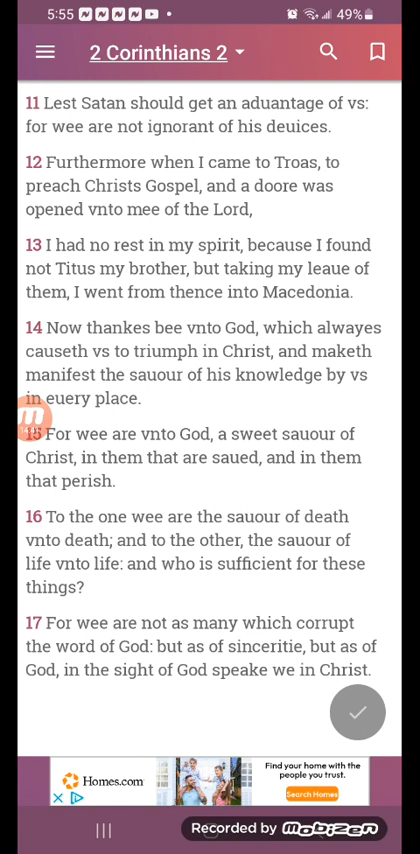 5:55
49%
2 Corinthians 2
11 Lest Satan should get an aduantage of vs:
for wee are not ignorant of his deuices.
12 Furthermore when I came to Troas, to
preach Christs Gospel, and a doore was
opened vnto mee of the Lord,
13 I had no rest in my spirit, because I found
not Titus my brother, but taking my leaue of
them, I went from thence into Macedonia.
14 Now thankes bee vnto God, which alwayes
causeth vs to triumph in Christ, and maketh
manifest the sauour of his knowledge by vs
in euery place.
15 For wee are vnto God, a sweet sauour of
Christ, in them that are saued, and in them
that perish.
16 To the one wee are the sauour of death
vnto death; and to the other, the sauour of
life vnto life: and who is sufficient for these
things?
17 For wee are not as many which corrupt
the word of God: but as of sinceritie, but as of
God, in the sight of God speake we in Christ.
Homes.com
Find your home with the
people you trust.
Search Homes
Recorded by mobizen